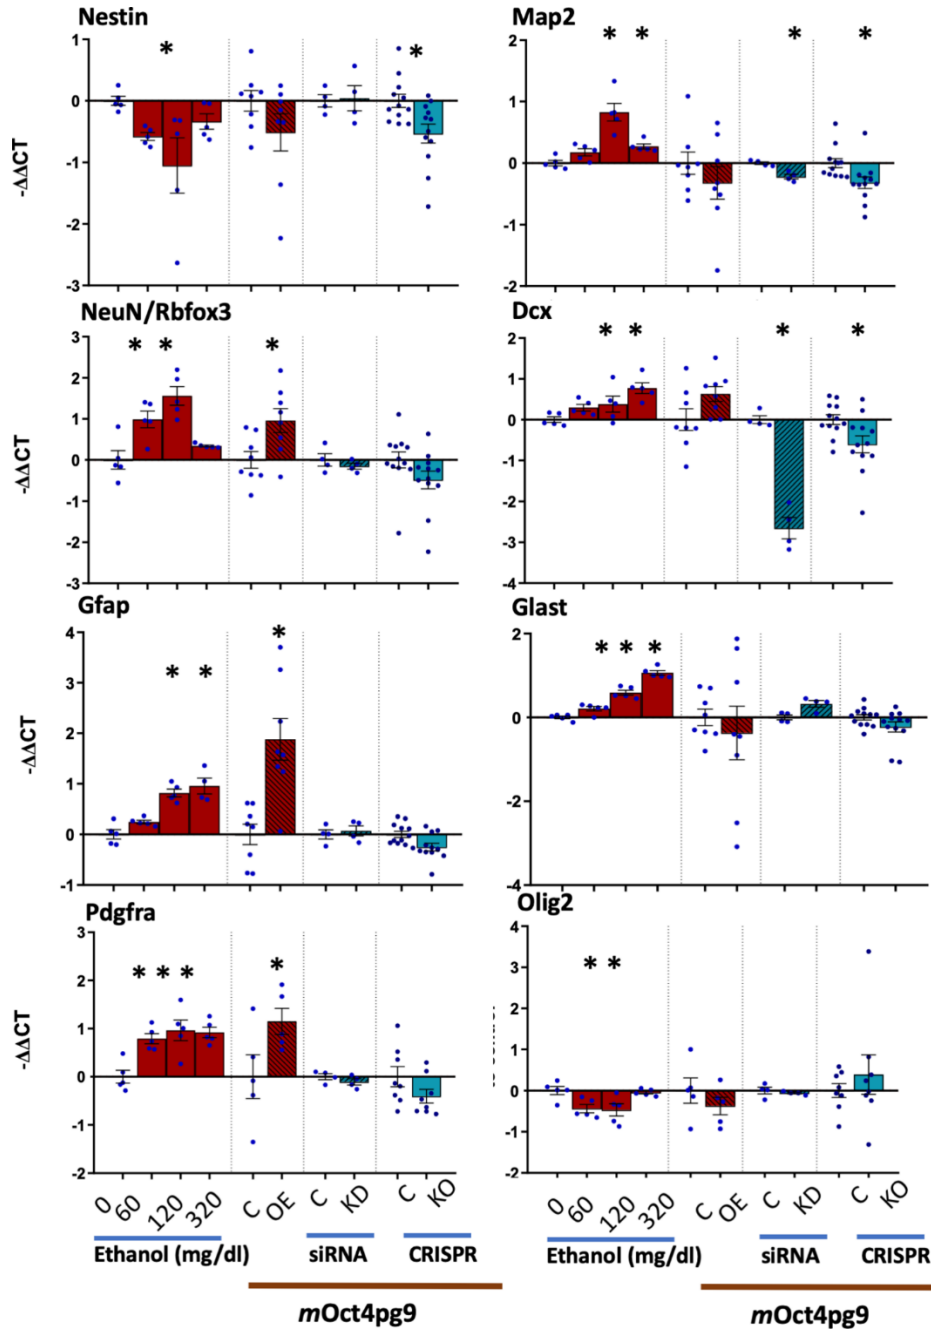 Nestin
Map2
1
0
-1
-2
-3
-ΔΔCT
*
*
2
1
0
-1
-2
* * * *
NeuN/Rbfox3
Dcx
3
2
1
0
-1
-2
-3
-ΔΔCT
* * *
2
1
0
-1
-2
-3
-4
* * * *
Gfap
Glast
4
3
2
1
0
-1
-ΔΔCT
* * *
2
0
-2
-4
* * *
Pdgfra
Olig2
3
2
1
0
-1
-2
-ΔΔCT
* * * *
4
3
2
1
0
-1
-2
* *
0 60 120 320 C OE C KD C KO
0 60 120 320 C OE C KD C KO
Ethanol (mg/dl) siRNA CRISPR
Ethanol (mg/dl) siRNA CRISPR
mOct4pg9
mOct4pg9